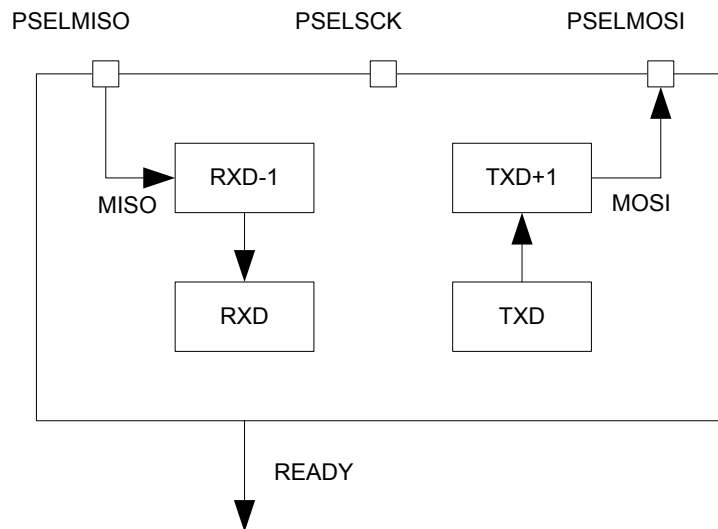 PSELMISO PSELSCK PSELMOSI
RXD-1 TXD+1
MISO MOSI
RXD TXD
READY